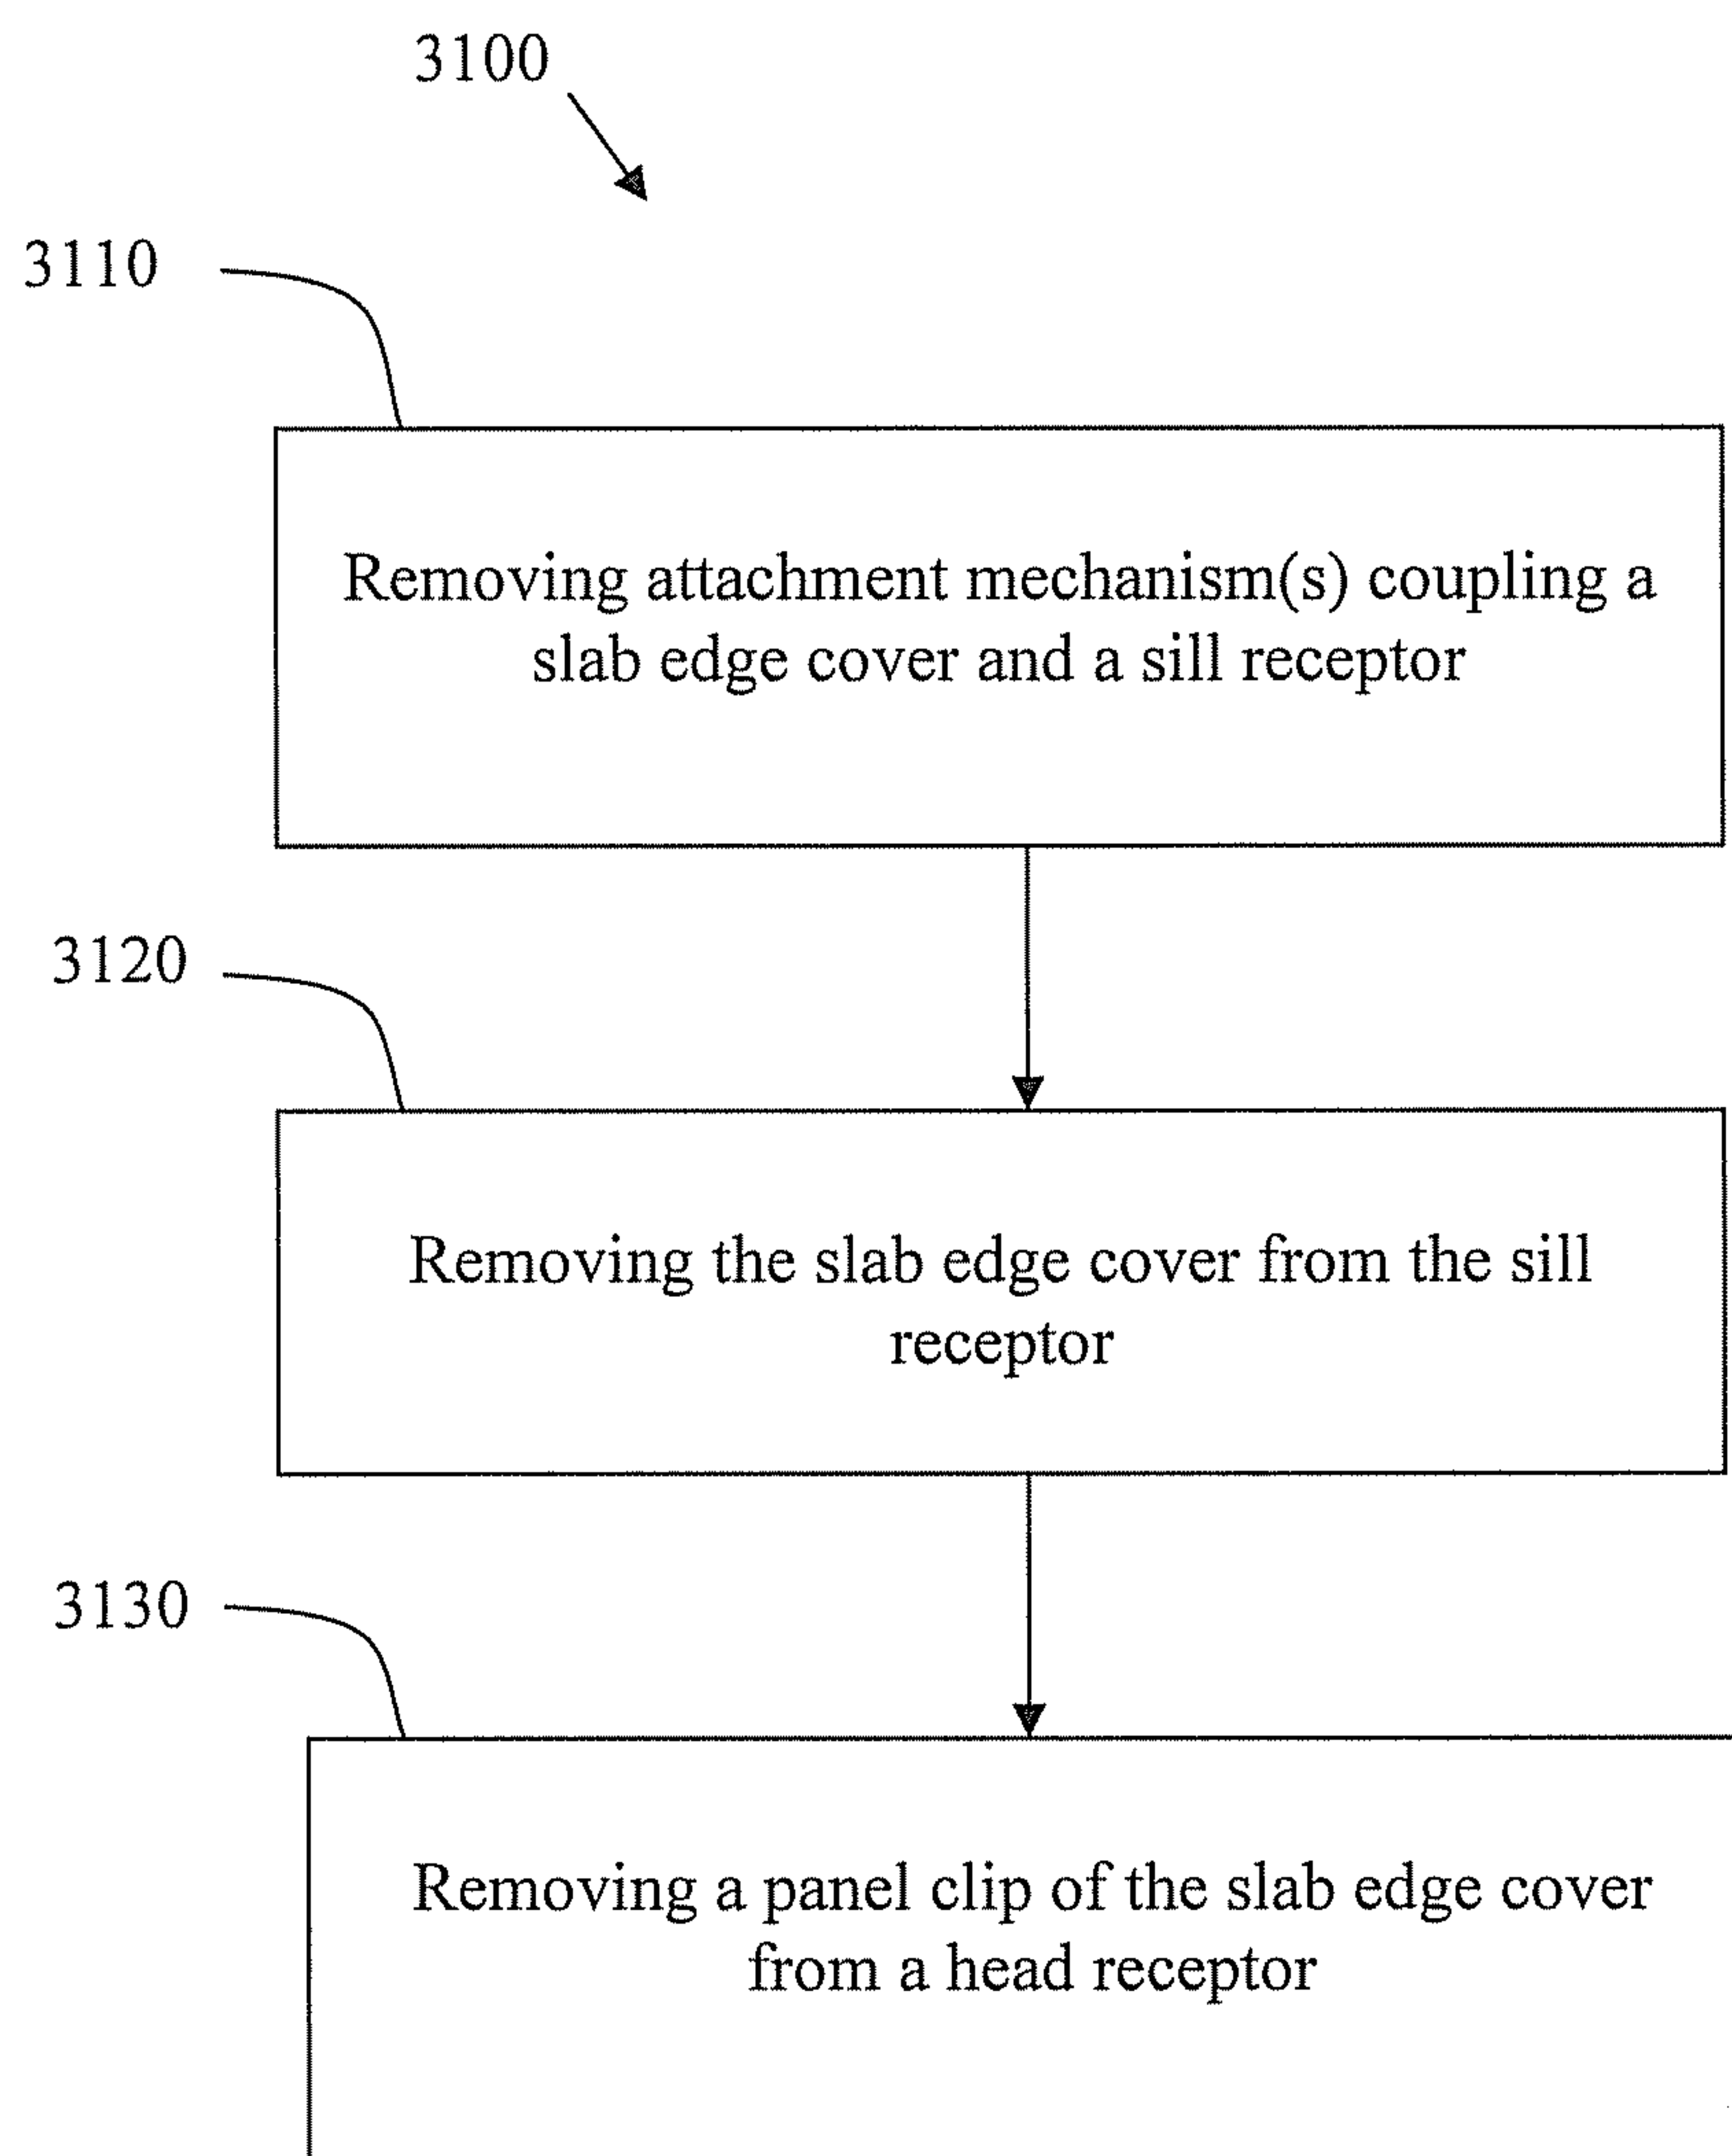 3100
3110
Removing attachment mechanism(s) coupling a
slab edge cover and a sill receptor
3120
Removing the slab edge cover from the sill
receptor
3130
Removing a panel clip of the slab edge cover
from a head receptor